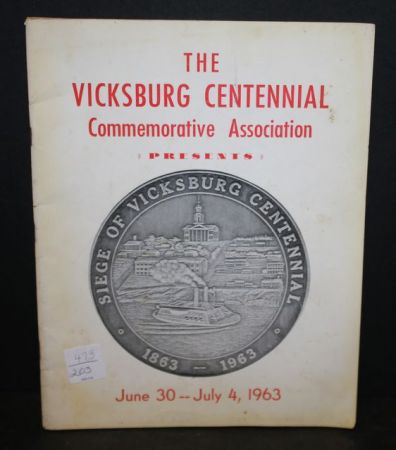 THE
VICKSBURG CENTENNIAL
Commemorative Association
PRESENTS
SIEGE OF VICKSBURG CENTENNIAL
1863 — 1963
June 30 -- July 4, 1963